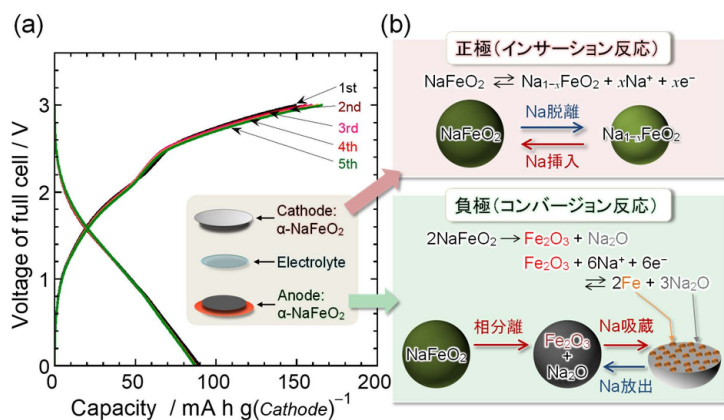 (a)
Voltage of full cell / V
4
3
2
1
0
0
50
100
150
200
Capacity / mA h g(Cathode)⁻¹
1st
2nd
3rd
4th
5th
Cathode:
α-NaFeO₂
Electrolyte
Anode:
α-NaFeO₂
(b)
正極(インサーション反応)
NaFeO₂ ⇄ Na₁₋ₓFeO₂ + xNa⁺ + xe⁻
NaFeO₂
Na脱離
Na挿入
Na₁₋ₓFeO₂
負極(コンバージョン反応)
2NaFeO₂ → Fe₂O₃ + Na₂O
Fe₂O₃ + 6Na⁺ + 6e⁻
⇄ 2Fe + 3Na₂O
NaFeO₂
相分離
Fe₂O₃
+
Na₂O
Na吸蔵
Na放出